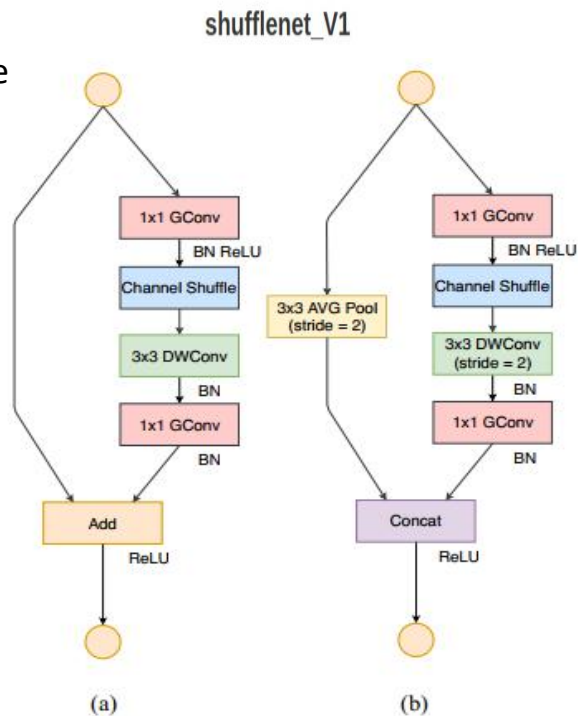 shufflenet_V1
e
1x1 GConv
BN ReLU
Channel Shuffle
3x3 DWConv
BN
1x1 GConv
BN
Add
ReLU
(a)
1x1 GConv
BN ReLU
Channel Shuffle
3x3 AVG Pool
(stride = 2)
3x3 DWConv
(stride = 2)
BN
1x1 GConv
BN
Concat
ReLU
(b)